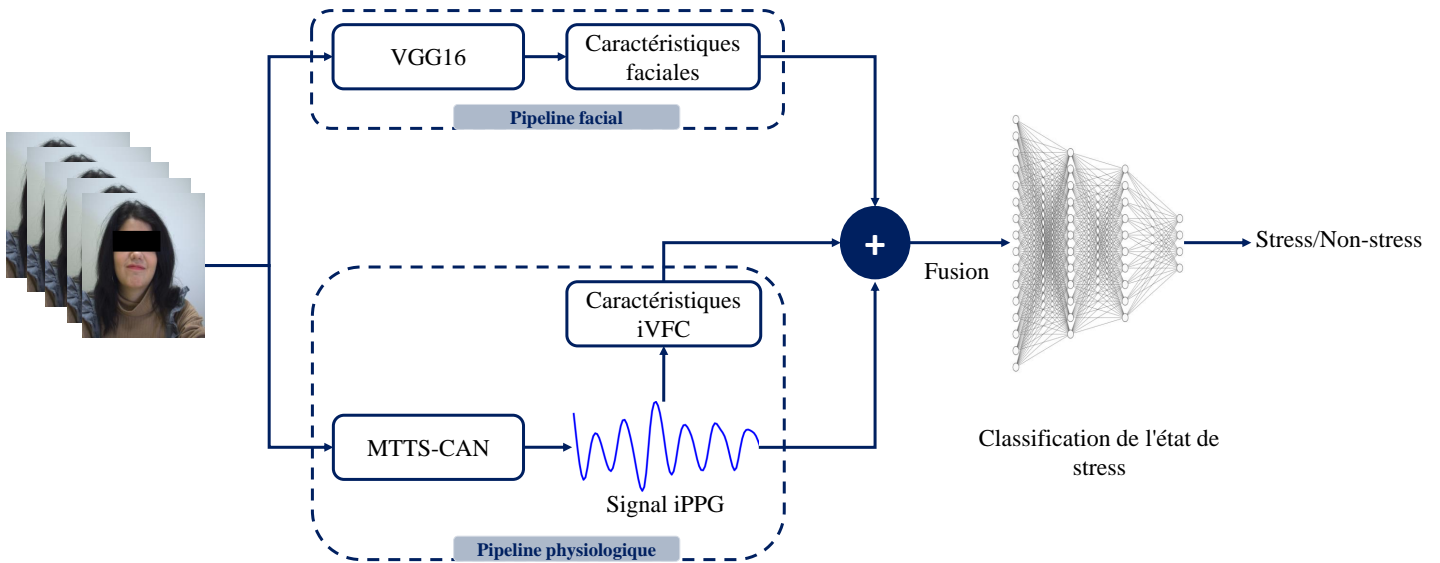 VGG16
Caractéristiques
faciales
Pipeline facial
+
Fusion
Stress/Non-stress
Caractéristiques
iVFC
MTTS-CAN
Signal iPPG
Pipeline physiologique
Classification de l'état de
stress